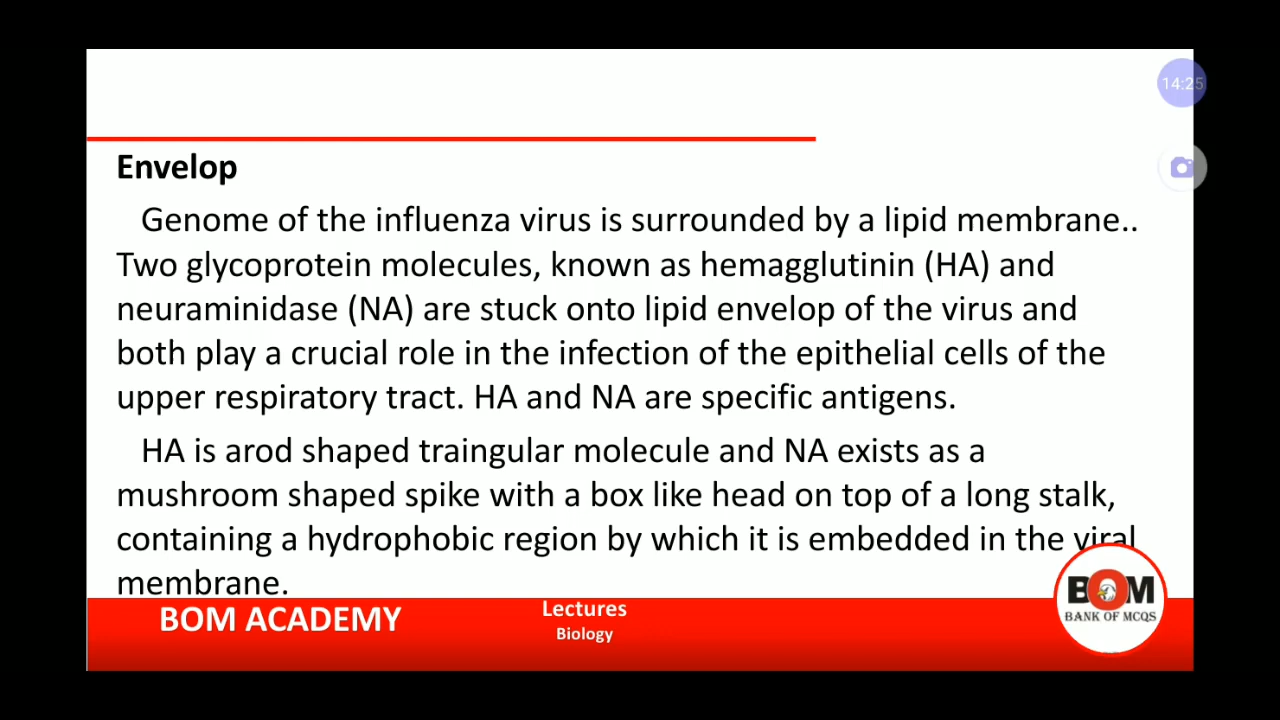 14:25
Envelop
Genome of the influenza virus is surrounded by a lipid membrane..
Two glycoprotein molecules, known as hemagglutinin (HA) and
neuraminidase (NA) are stuck onto lipid envelop of the virus and
both play a crucial role in the infection of the epithelial cells of the
upper respiratory tract. HA and NA are specific antigens.
HA is arod shaped traingular molecule and NA exists as a
mushroom shaped spike with a box like head on top of a long stalk,
containing a hydrophobic region by which it is embedded in the viral
membrane.
BOM ACADEMY
Lectures
Biology
BOM
BANK OF MCQS